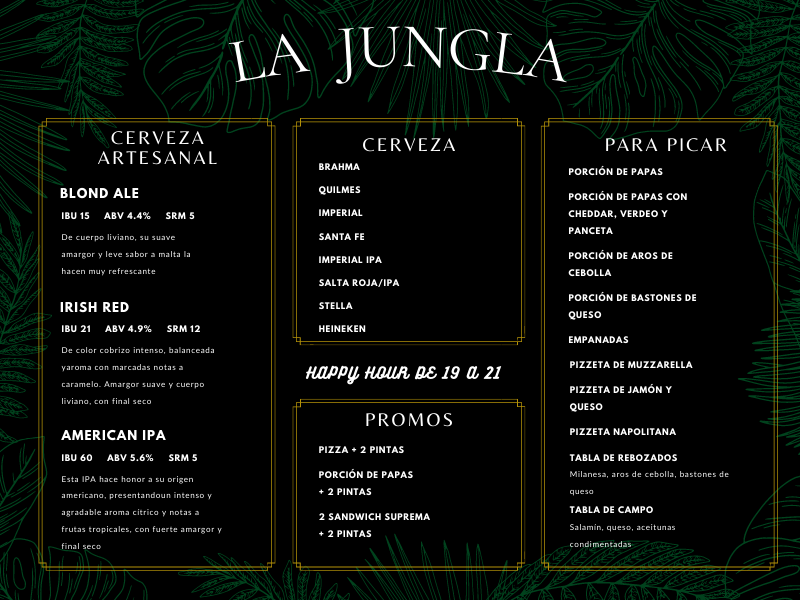 LA JUNGLA
CERVEZA
ARTESANAL
BLOND ALE
IBU 15 ABV 4.4% SRM 5
De cuerpo liviano, su suave
amargor y leve sabor a malta la
hacen muy refrescante
IRISH RED
IBU 21 ABV 4.9% SRM 12
De color cobrizo intenso, balanceada
yaroma con marcadas notas a
caramelo. Amargor suave y cuerpo
liviano, con final seco
AMERICAN IPA
IBU 60 ABV 5.6% SRM 5
Esta IPA hace honor a su origen
americano, presentandoun intenso y
agradable aroma cítrico y notas a
frutas tropicales, con fuerte amargor y
final seco
CERVEZA
BRAHMA
QUILMES
IMPERIAL
SANTA FE
IMPERIAL IPA
SALTA ROJA/IPA
STELLA
HEINEKEN
HAPPY HOUR DE 19 A 21
PROMOS
PIZZA + 2 PINTAS
PORCIÓN DE PAPAS
+ 2 PINTAS
2 SANDWICH SUPREMA
+ 2 PINTAS
PARA PICAR
PORCIÓN DE PAPAS
PORCIÓN DE PAPAS CON
CHEDDAR, VERDEO Y
PANCETA
PORCIÓN DE AROS DE
CEBOLLA
PORCIÓN DE BASTONES DE
QUESO
EMPANADAS
PIZZETA DE MUZZARELLA
PIZZETA DE JAMÓN Y
QUESO
PIZZETA NAPOLITANA
TABLA DE REBOZADOS
Milanesa, aros de cebolla, bastones de
queso
TABLA DE CAMPO
Salamín, queso, aceitunas
condimentadas